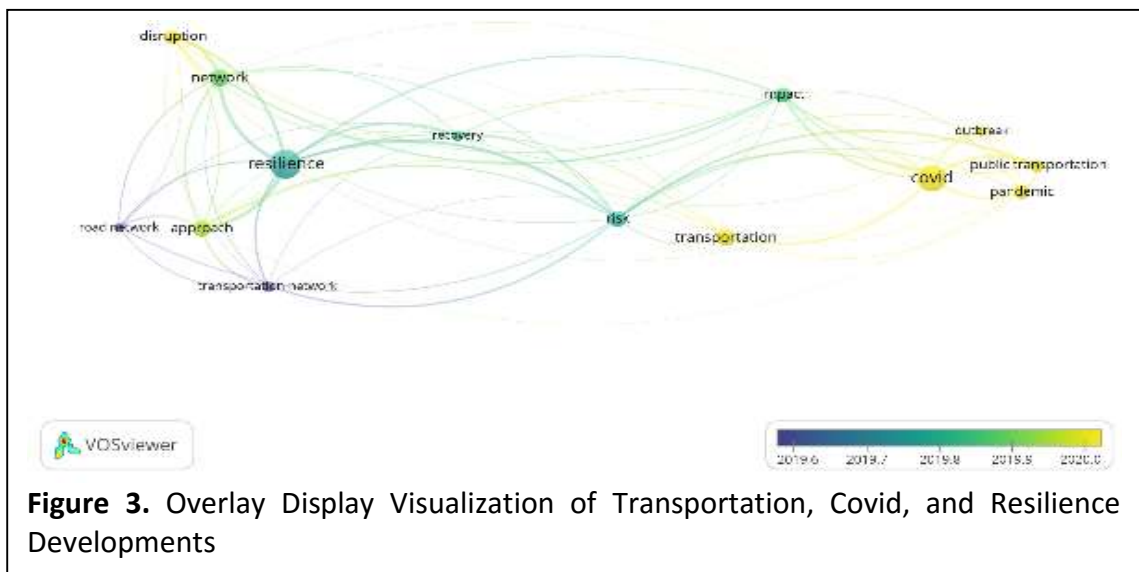 disruption
network
recovery
impact
outbreak
resilience
covid
public transportation
pandemic
road network
approach
risk
transportation
transportation network
VOSviewer
2019.6 2019.7 2019.8 2019.9 2020.0
Figure 3. Overlay Display Visualization of Transportation, Covid, and Resilience
Developments